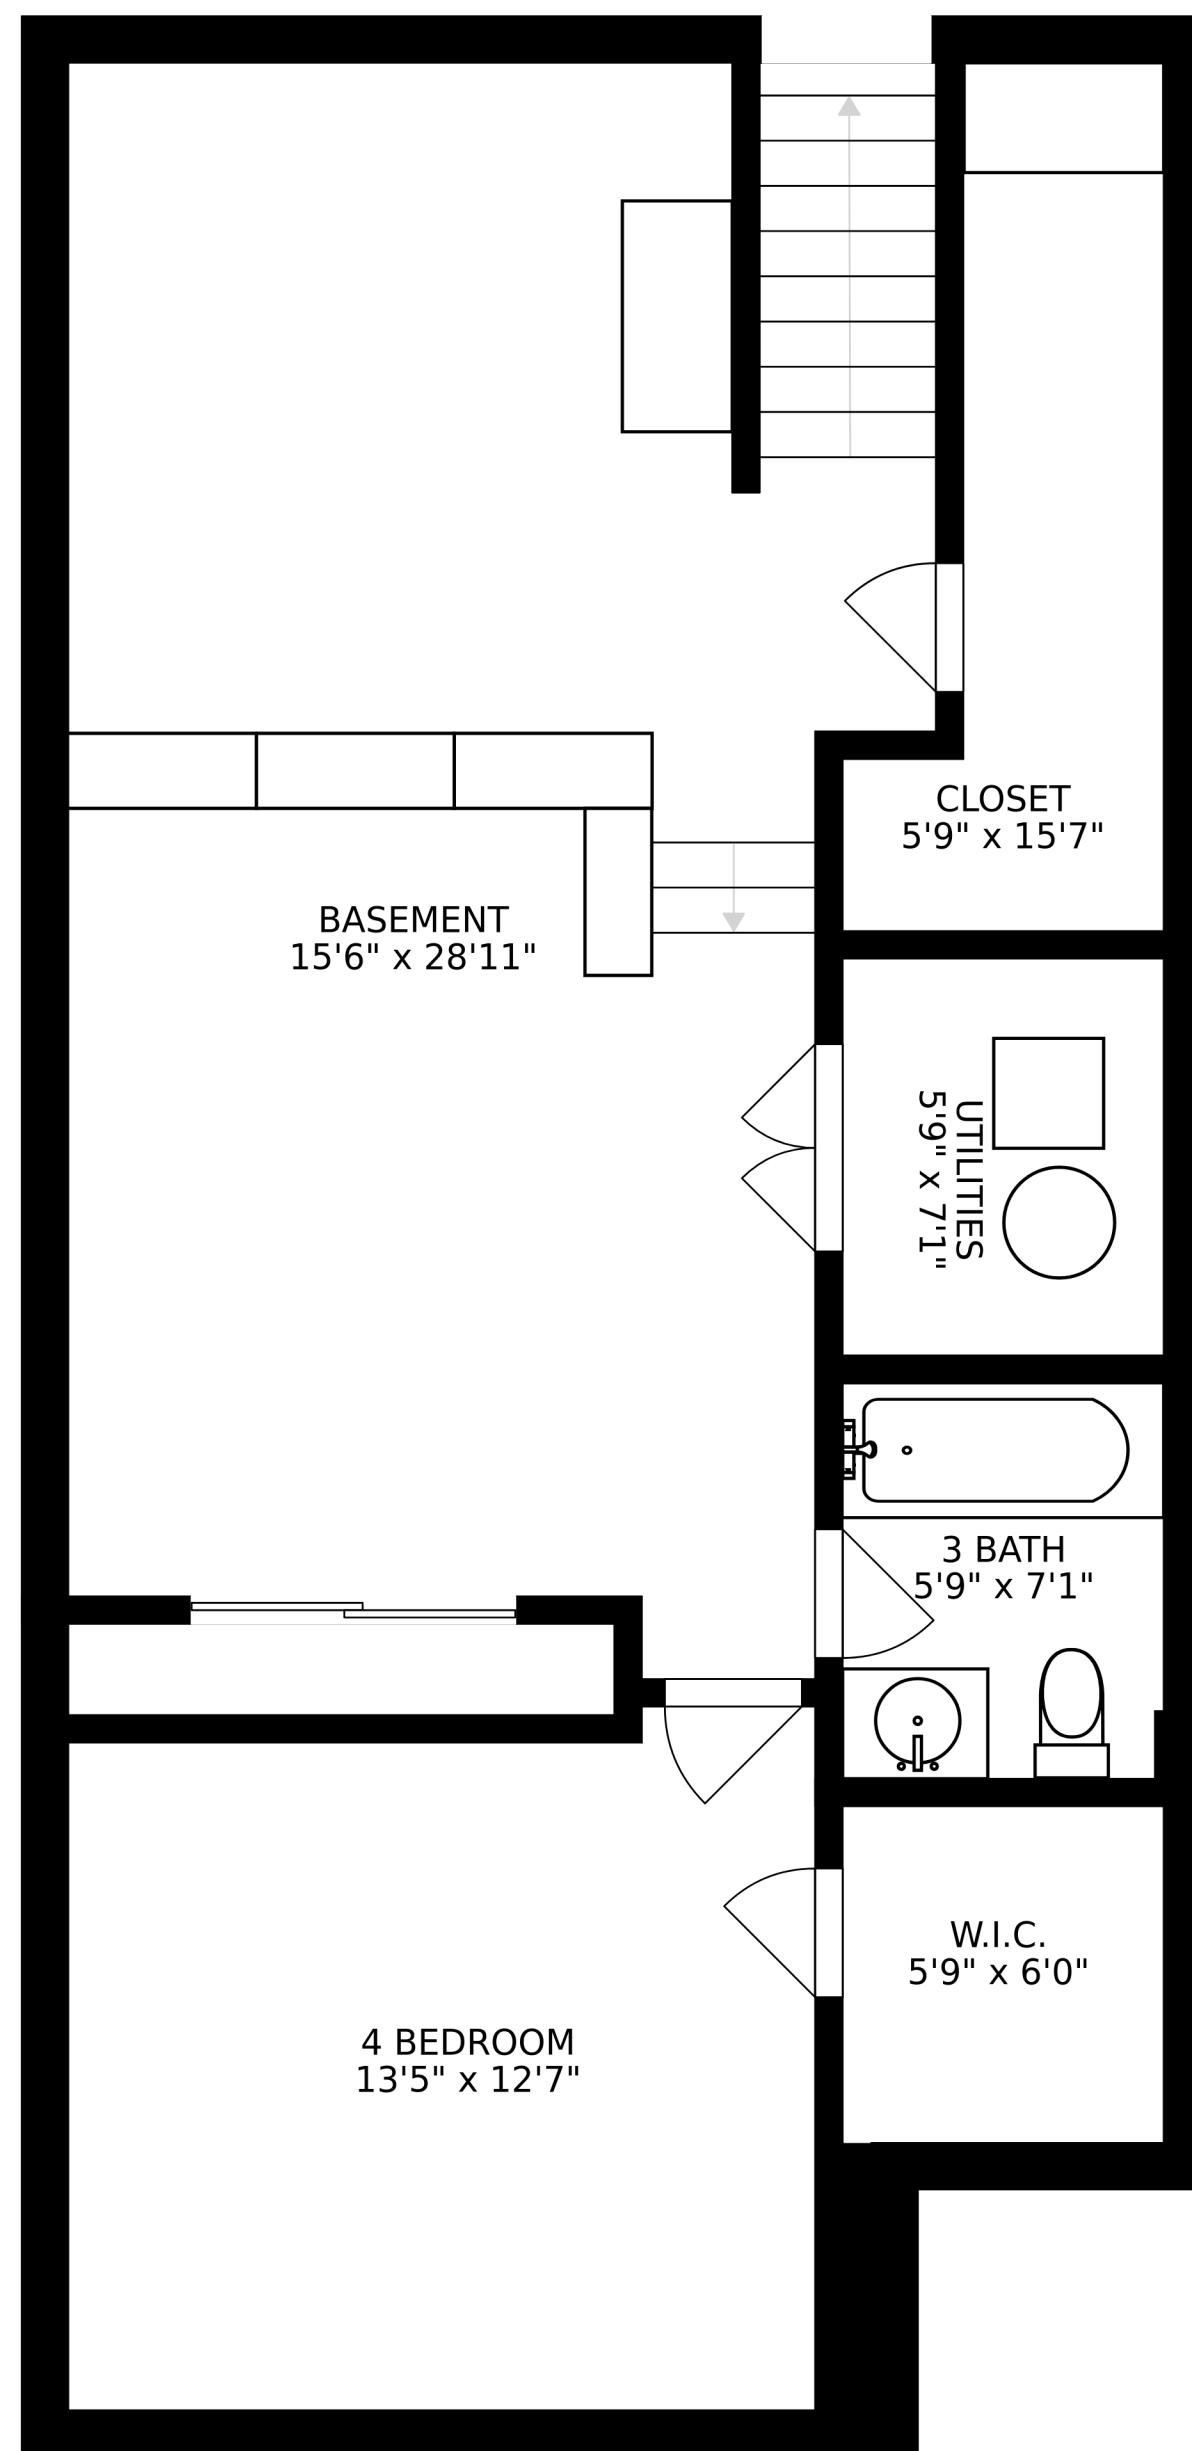 CLOSET
5'9" x 15'7"
BASEMENT
15'6" x 28'11"
UTILITIES
5'9" x 7'1"
3 BATH
5'9" x 7'1"
W.I.C.
5'9" x 6'0"
4 BEDROOM
13'5" x 12'7"